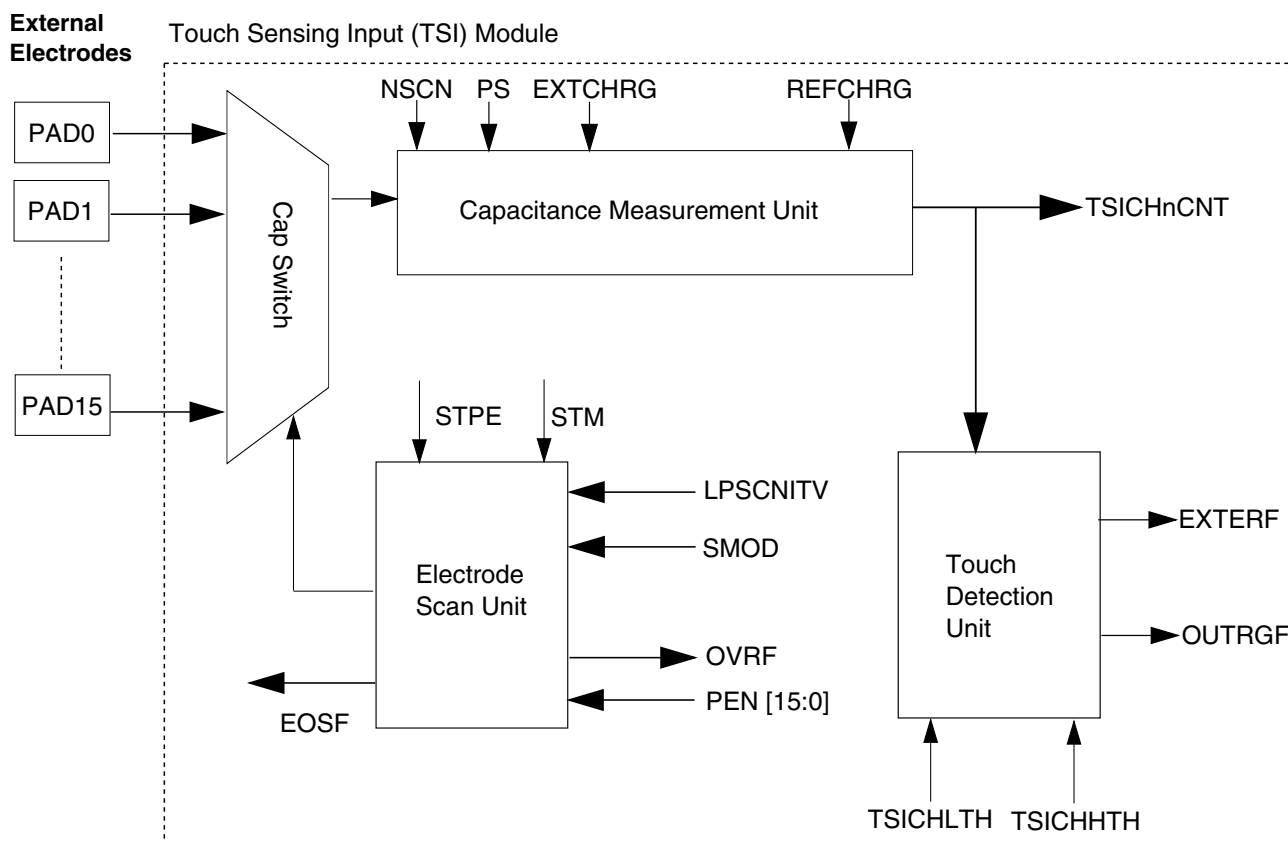 External
Electrodes
Touch Sensing Input (TSI) Module
NSCN
PS
EXTCHRG
REFCHRG
PAD0
PAD1
PAD15
Cap Switch
Capacitance Measurement Unit
TSICHnCNT
STPE
STM
LPSCNITV
SMOD
Electrode
Scan Unit
OVRF
PEN [15:0]
EOSF
Touch
Detection
Unit
EXTERF
OUTRGF
TSICHLTH
TSICHHTH